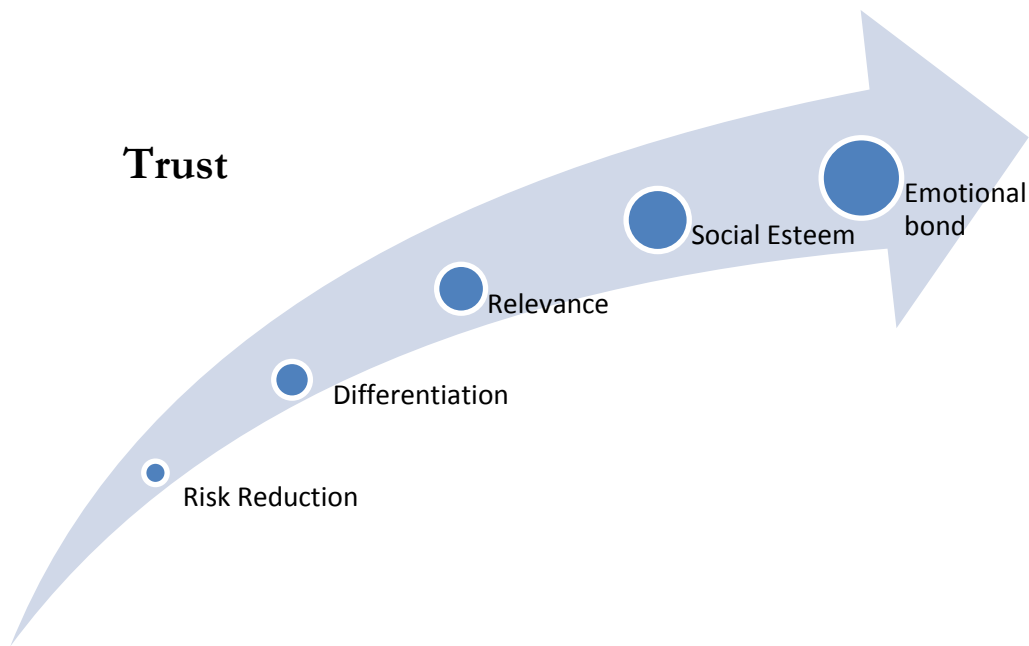 Trust
Emotional
bond
Social Esteem
Relevance
Differentiation
Risk Reduction